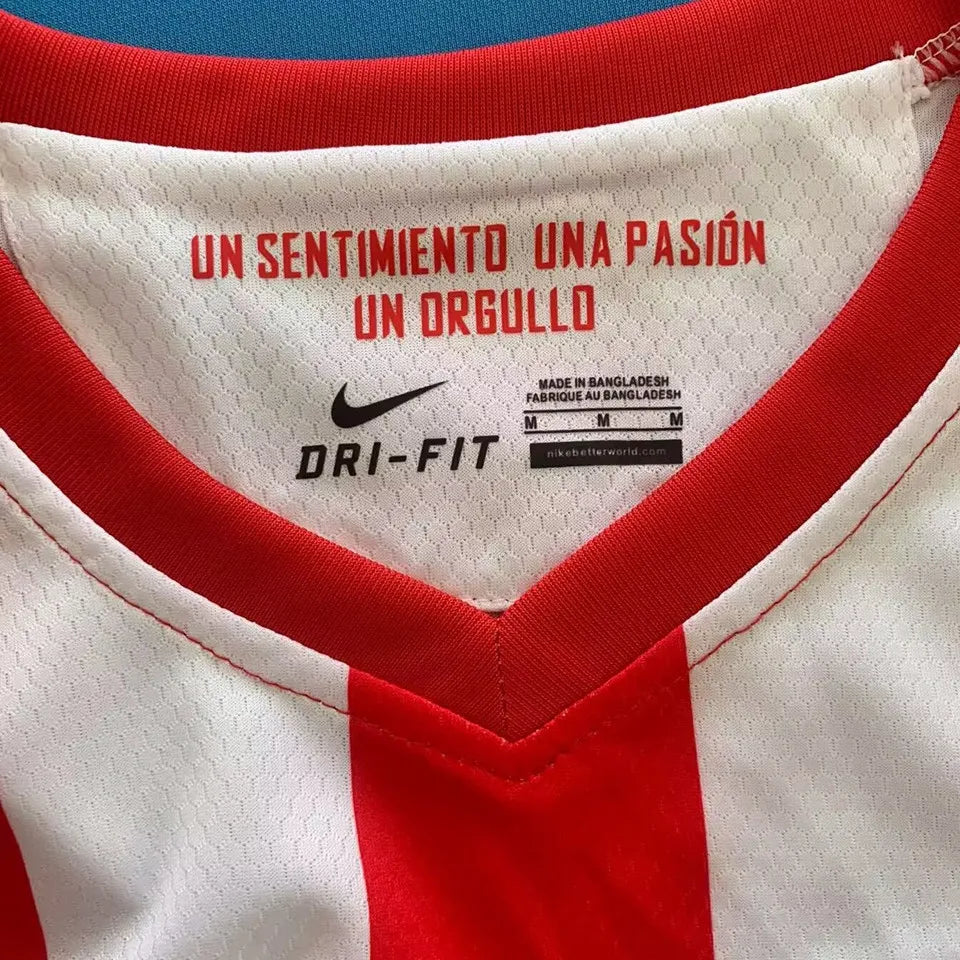 UN SENTIMIENTO UNA PASIÓN
UN ORGULLO
DRI-FIT
MADE IN BANGLADESH
FABRIQUE AU BANGLADESH
M M M
nikebetterworld.com